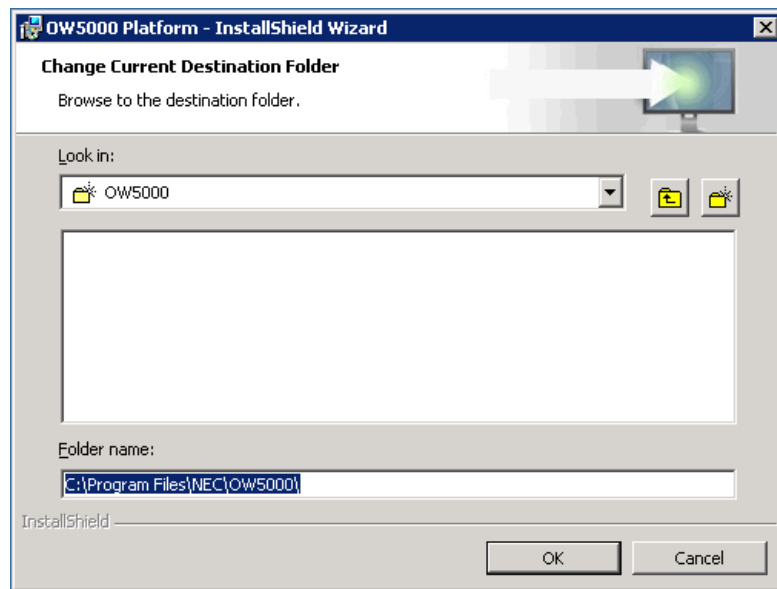 OW5000 Platform - InstallShield Wizard
Change Current Destination Folder
Browse to the destination folder.
Look in:
OW5000
Folder name:
C:\Program Files\NEC\OW5000\
InstallShield
OK Cancel